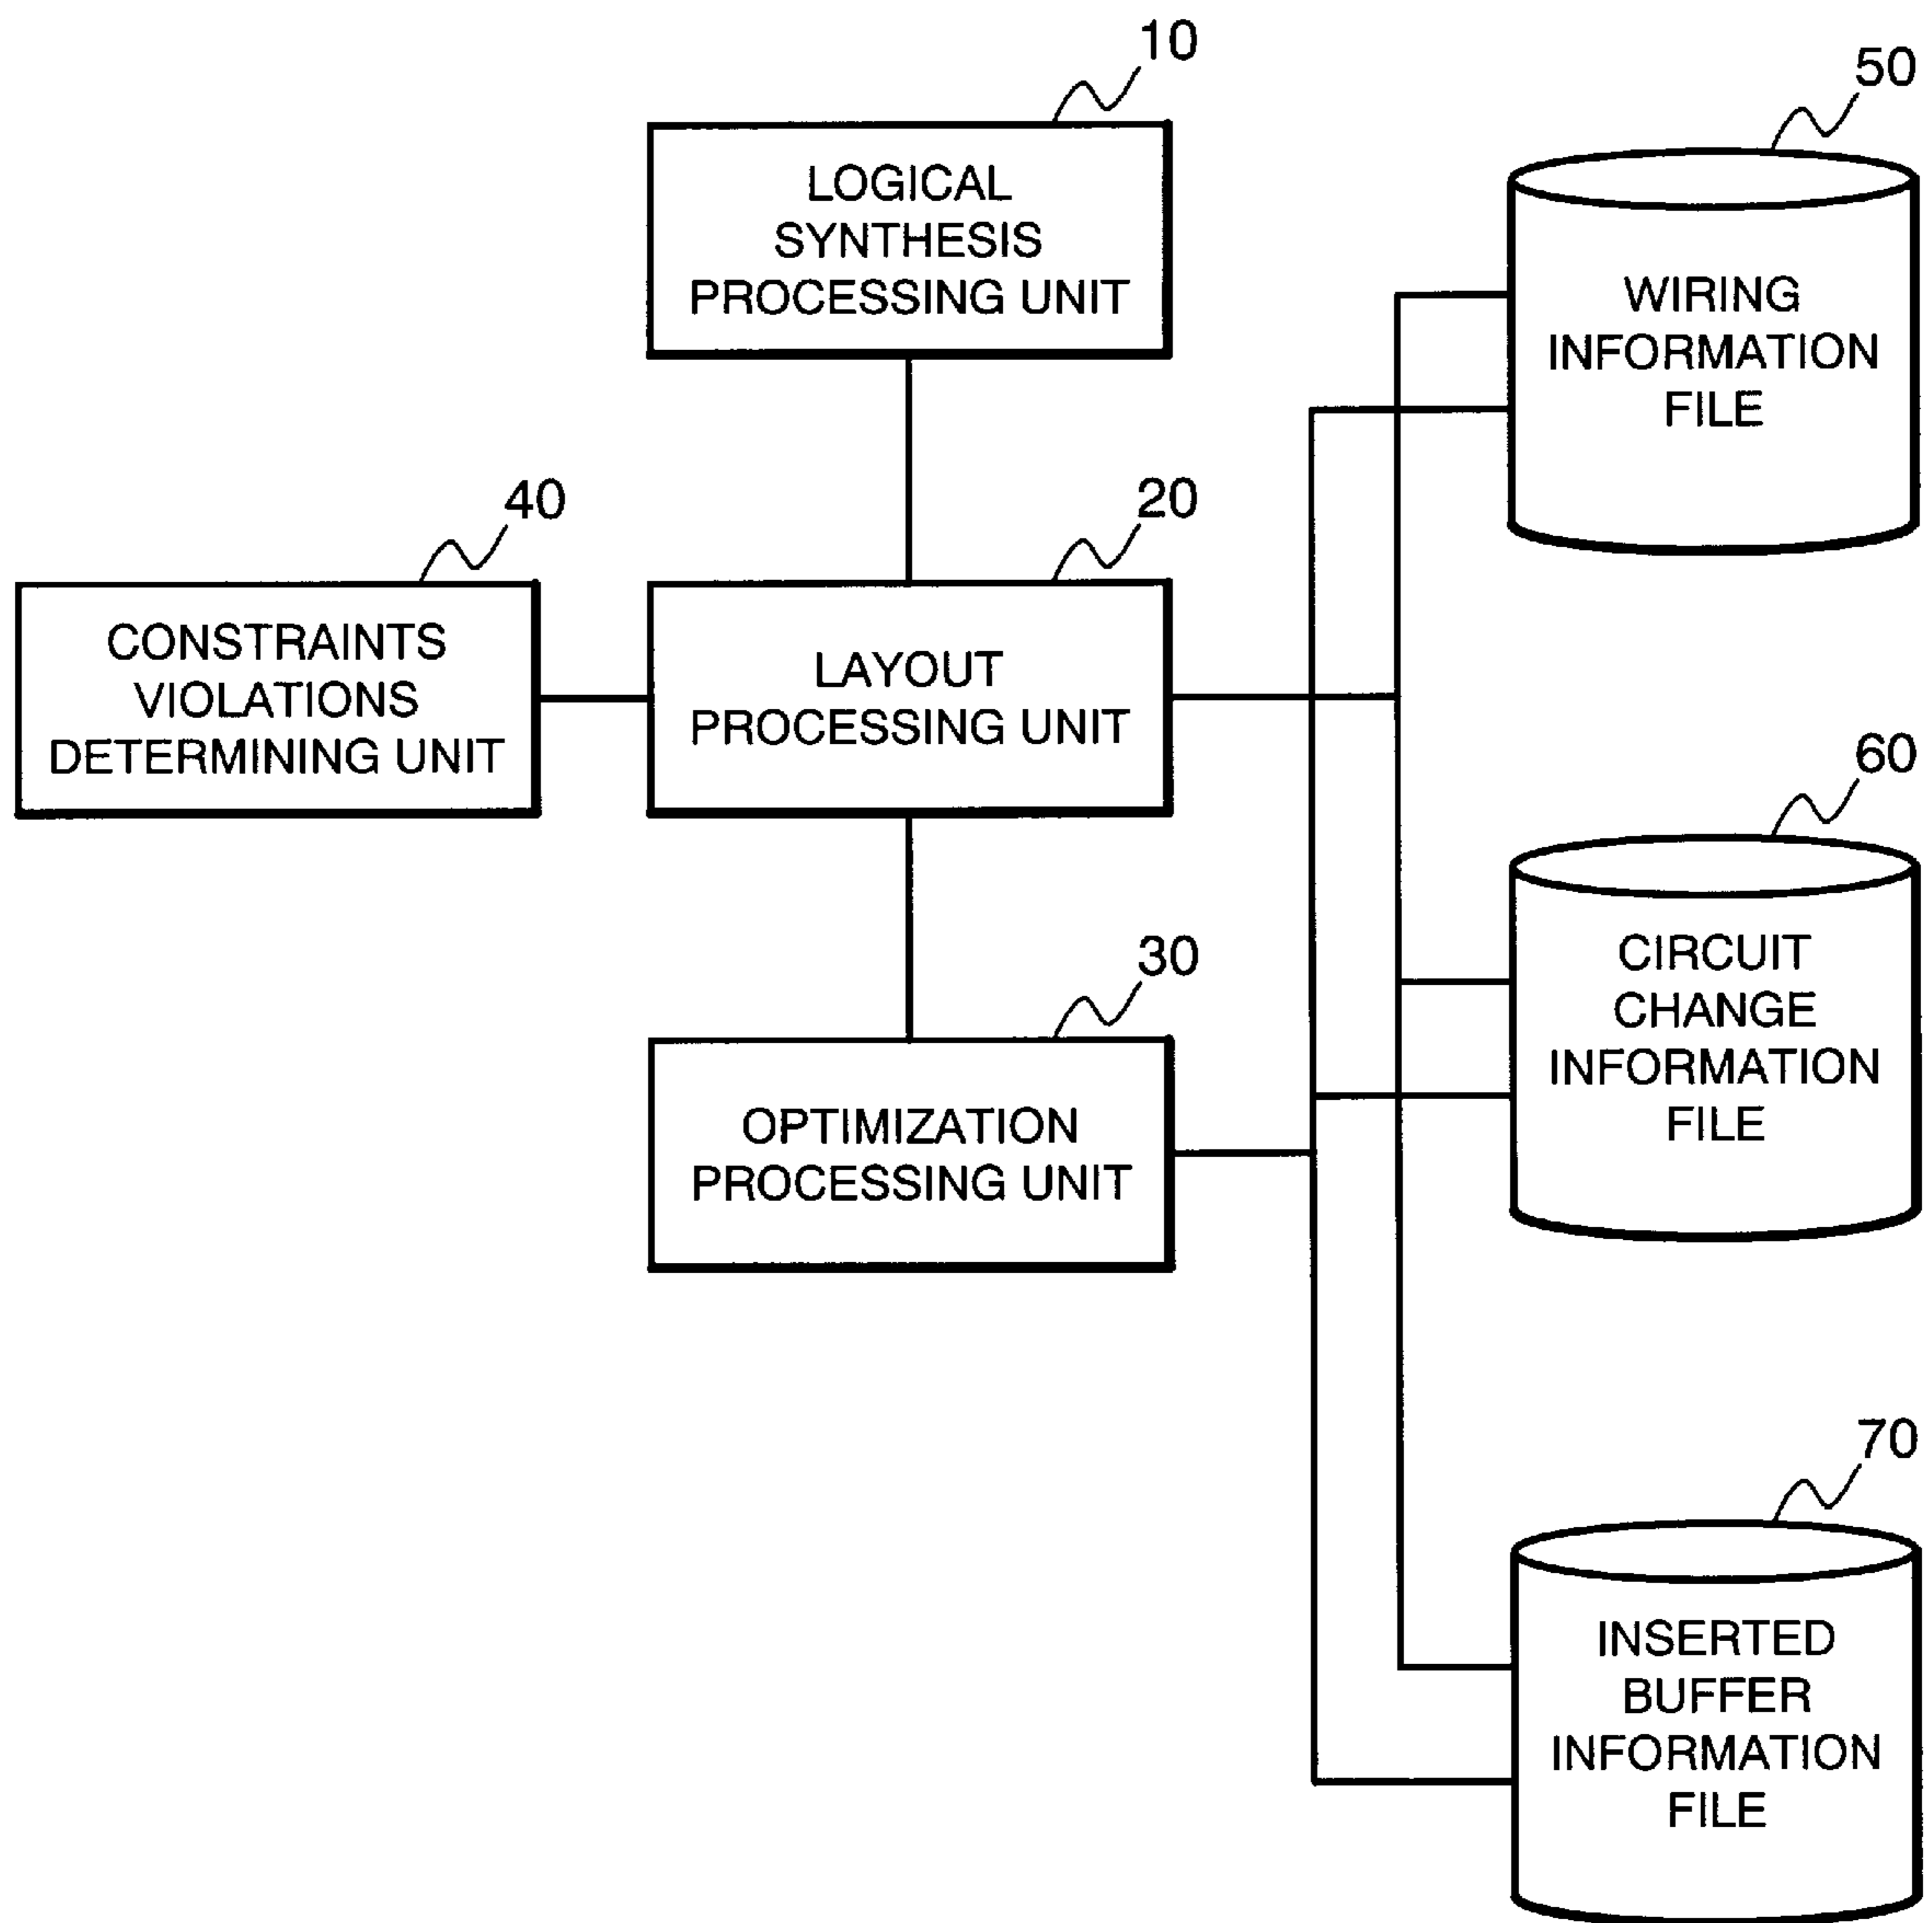 10
LOGICAL
SYNTHESIS
PROCESSING UNIT
50
WIRING
INFORMATION
FILE
40
CONSTRAINTS
VIOLATIONS
DETERMINING UNIT
20
LAYOUT
PROCESSING UNIT
60
CIRCUIT
CHANGE
INFORMATION
FILE
30
OPTIMIZATION
PROCESSING UNIT
70
INSERTED
BUFFER
INFORMATION
FILE